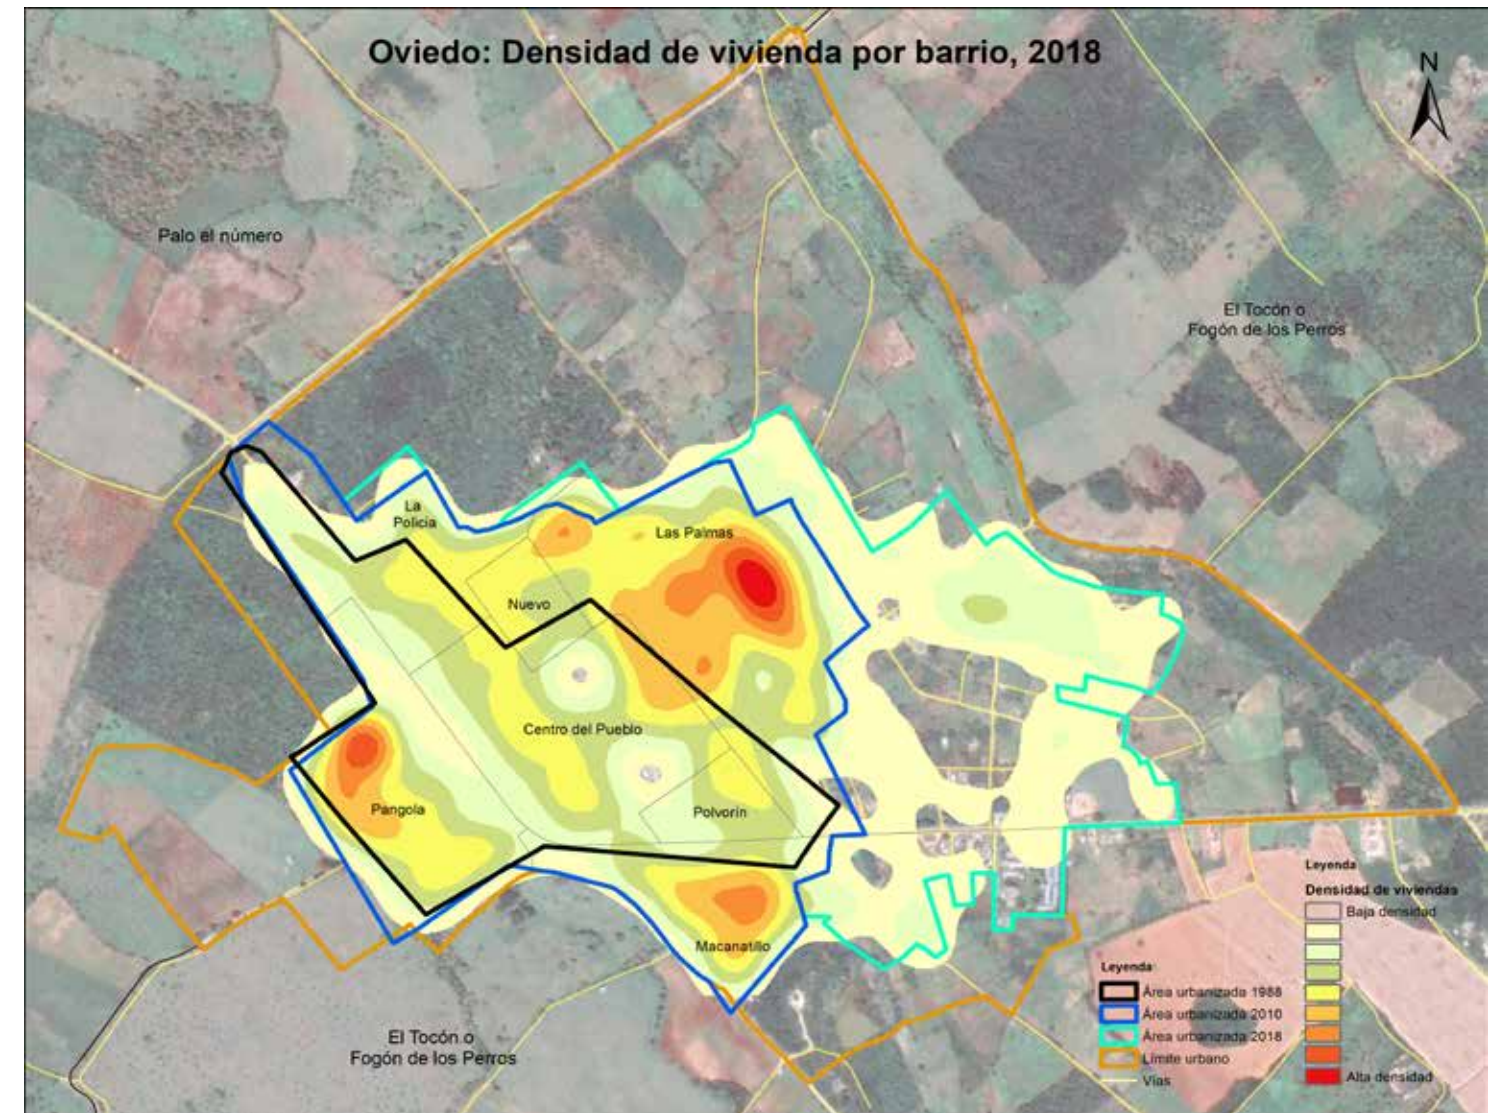 Oviedo: Densidad de vivienda por barrio, 2018
N
Palo el número
El Tocón o
Fogón de los Perros
La
Policia
Las Palmas
Nuevo
Centro del Pueblo
Pangola
Polvorín
Macanatillo
El Tocón o
Fogón de los Perros
Leyenda
Densidad de viviendas
Baja densidad
Alta densidad
Leyenda
Área urbanizada 1988
Área urbanizada 2010
Área urbanizada 2018
Límite urbano
Vías